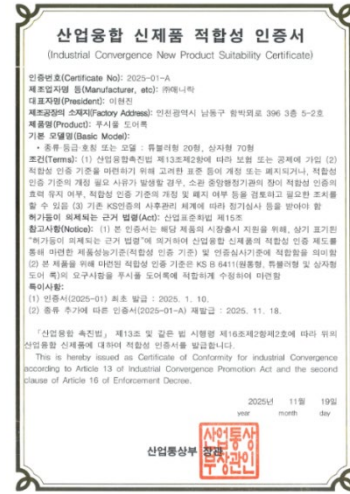 산업융합 신제품 적합성 인증서
(Industrial Convergence New Product Suitability Certificate)
인증번호(Certificate No): 2025-01-A
제조업자명 등(Manufacturer, etc): ㈜메니락
대표자명(President): 이현진
제조공장의 소재지(Factory Address): 인천광역시 남동구 함박뫼로 396 3층 5-2호
제품명(Product): 푸시풀 도어록
기본 모델명(Basic Model):
- 종류·등급·호칭 또는 모델 : 튜블러형 20형, 상자형 70형
조건(Terms): (1) 산업융합촉진법 제13조제2항에 따라 보험 또는 공제에 가입 (2)
적합성 인증 기준을 마련하기 위해 고려한 표준 등이 개정 또는 폐지되거나, 적합성
인증 기준의 개정 필요 사유가 발생할 경우, 소관 중앙행정기관의 장이 적합성 인증의
효력 유지 여부, 적합성 인증 기준의 개정 및 폐지 여부 등을 검토하고 필요한 조치를
할 수 있음 (3) 기존 KS인증의 사후관리 체계에 따라 정기심사 등을 받아야 함
허가등이 의제되는 근거 법령(Act): 산업표준화법 제15조
참고사항(Notice): (1) 본 인증서는 해당 제품의 시장출시 지원을 위해, 상기 표기된
"허가등이 의제되는 근거 법령"에 의거하여 산업융합 신제품의 적합성 인증 제도를
통해 마련한 제품성능기준(적합성 인증 기준) 및 인증심사기준에 적합함을 의미함
(2) 본 제품을 위해 마련된 적합성 인증 기준은 KS B 6411(원통형, 튜블러형 및 상자형
도어 록)의 요구사항을 푸시풀 도어록에 적합하게 수정하여 마련함
특이사항:
(1) 인증서(2025-01) 최초 발급 : 2025. 1. 10.
(2) 종류 추가에 따른 인증서(2025-01-A) 재발급 : 2025. 11. 18.
「산업융합 촉진법」 제13조 및 같은 법 시행령 제16조제2항제2호에 따라 위의
산업융합 신제품에 대하여 적합성 인증서를 발급합니다.
This is hereby issued as Certificate of Conformity for industrial Convergence
according to Article 13 of Industrial Convergence Promotion Act and the second
clause of Article 16 of Enforcement Decree.
2025년 11월 19일
year month day
산업통상부 장관
산업통상
부장관인